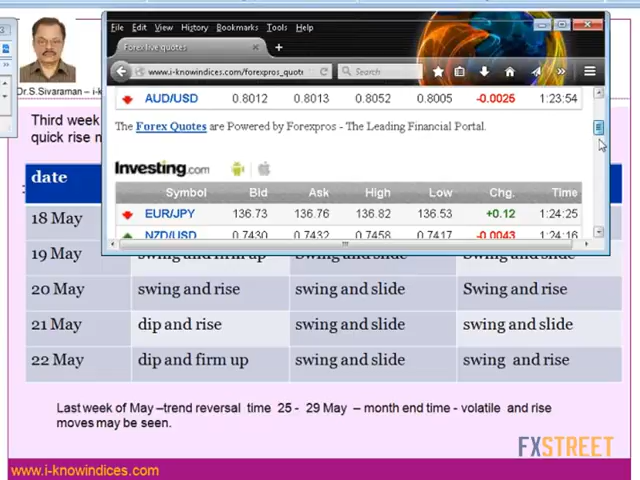 File Edit View History Bookmarks Tools Help
Forex live quotes
www.i-knowindices.com/forexpros_quot
Search
AUD/USD 0.8012 0.8013 0.8052 0.8005 -0.0025 1:23:54
The Forex Quotes are Powered by Forexpros - The Leading Financial Portal.
Investing.com
Symbol Bid Ask High Low Chg. Time
EUR/JPY 136.73 136.76 136.82 136.53 +0.12 1:24:25
NZD/USD 0.7430 0.7432 0.7458 0.7417 -0.0043 1:24:16
Dr.S.Sivaraman – i-k
Third week
quick rise
date
18 May
19 May swing and firm up swing and slide Swing and slide
20 May swing and rise swing and slide Swing and rise
21 May dip and rise swing and slide swing and slide
22 May dip and firm up swing and slide swing and rise
Last week of May –trend reversal time 25 - 29 May – month end time - volatile and rise
moves may be seen.
FXSTREET
www.i-knowindices.com